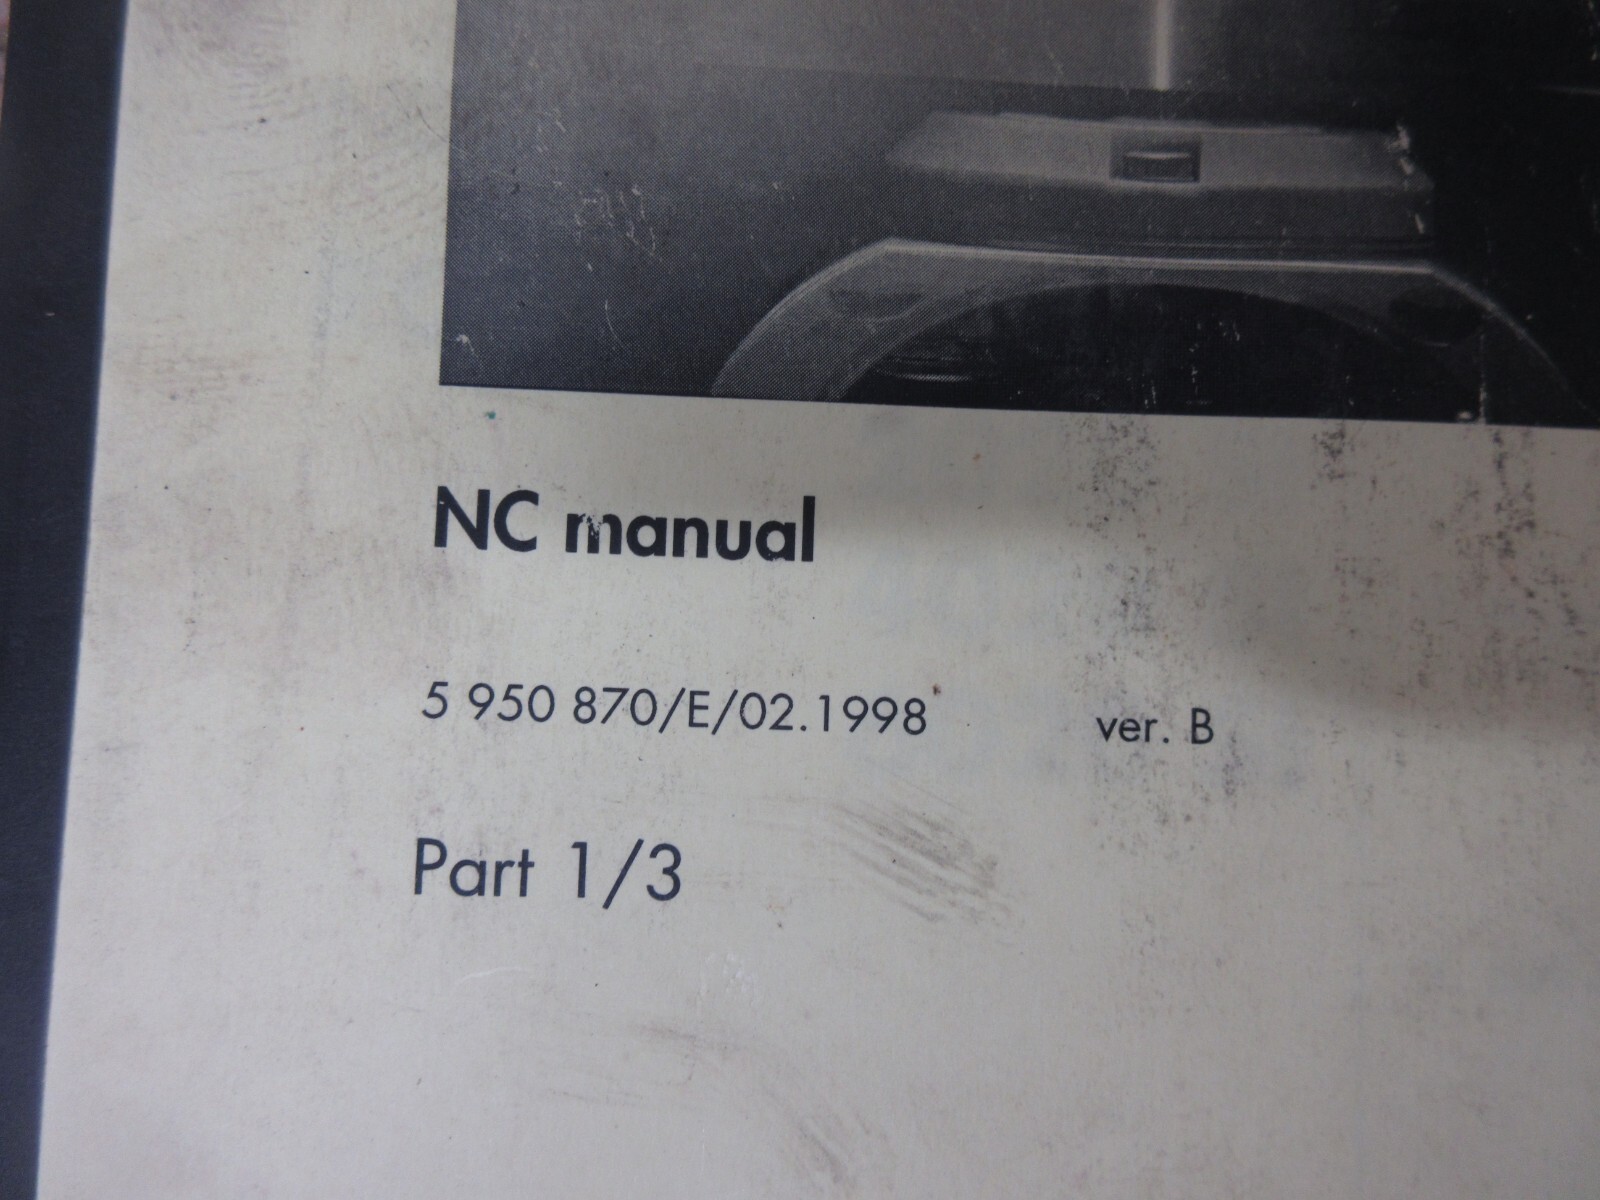 NC manual
5 950 870/E/02.1998 ver. B
Part 1/3